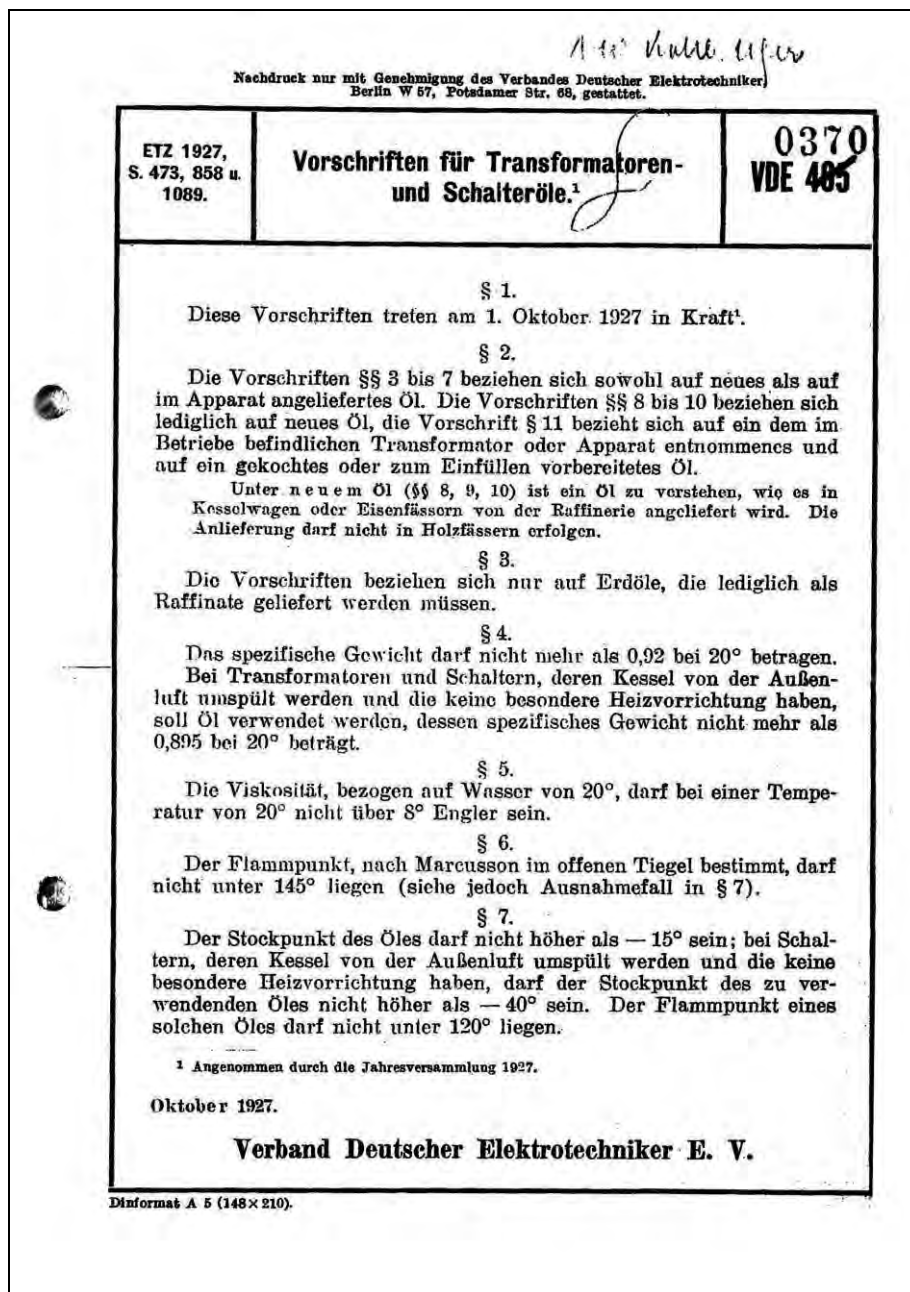 Nachdruck nur mit Genehmigung des Verbandes Deutscher Elektrotechniker,
Berlin W 57, Potsdamer Str. 68, gestattet.
ETZ 1927,
S. 473, 858 u.
1089.
Vorschriften für Transformatoren-
und Schalteröle.¹
0370
VDE 405
§ 1.
Diese Vorschriften treten am 1. Oktober 1927 in Kraft¹.
§ 2.
Die Vorschriften §§ 3 bis 7 beziehen sich sowohl auf neues als auf
im Apparat angeliefertes Öl. Die Vorschriften §§ 8 bis 10 beziehen sich
lediglich auf neues Öl, die Vorschrift § 11 bezieht sich auf ein dem im
Betriebe befindlichen Transformator oder Apparat entnommenes und
auf ein gekochtes oder zum Einfüllen vorbereitetes Öl.
Unter neuem Öl (§§ 8, 9, 10) ist ein Öl zu verstehen, wie es in
Kesselwagen oder Eisenfässern von der Raffinerie angeliefert wird. Die
Anlieferung darf nicht in Holzfässern erfolgen.
§ 3.
Die Vorschriften beziehen sich nur auf Erdöle, die lediglich als
Raffinate geliefert werden müssen.
§ 4.
Das spezifische Gewicht darf nicht mehr als 0,92 bei 20° betragen.
Bei Transformatoren und Schaltern, deren Kessel von der Außen-
luft umspült werden und die keine besondere Heizvorrichtung haben,
soll Öl verwendet werden, dessen spezifisches Gewicht nicht mehr als
0,895 bei 20° beträgt.
§ 5.
Die Viskosität, bezogen auf Wasser von 20°, darf bei einer Tempe-
ratur von 20° nicht über 8° Engler sein.
§ 6.
Der Flammpunkt, nach Marcusson im offenen Tiegel bestimmt, darf
nicht unter 145° liegen (siehe jedoch Ausnahmefall in § 7).
§ 7.
Der Stockpunkt des Öles darf nicht höher als — 15° sein; bei Schal-
tern, deren Kessel von der Außenluft umspült werden und die keine
besondere Heizvorrichtung haben, darf der Stockpunkt des zu ver-
wendenden Öles nicht höher als — 40° sein. Der Flammpunkt eines
solchen Öles darf nicht unter 120° liegen.
¹ Angenommen durch die Jahresversammlung 1927.
Oktober 1927.
Verband Deutscher Elektrotechniker E. V.
Dinformat A 5 (148×210).